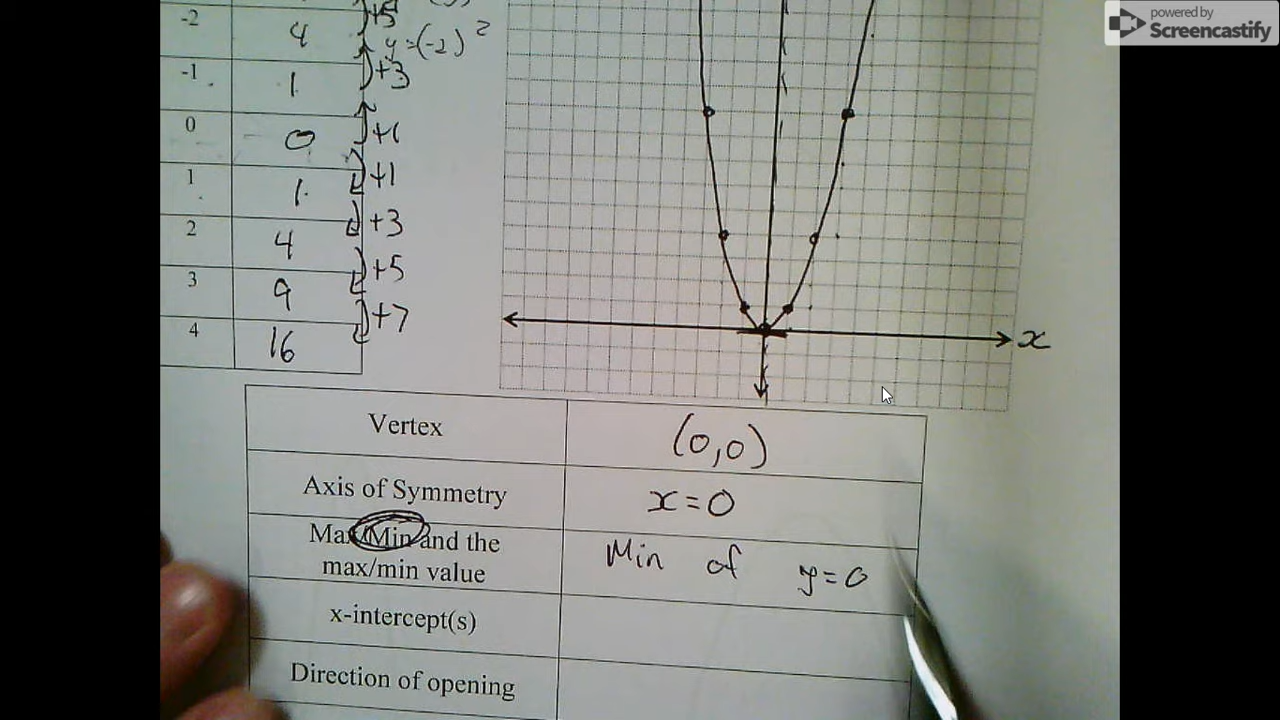 powered by
Screencastify
-2 4 +5
y=(-2)²
-1 1 +3
0 0 +1
1 1 +1
2 4 +3
3 9 +5
4 16 +7
x
Vertex (0,0)
Axis of Symmetry x=0
Max/Min and the
max/min value Min of y=0
x-intercept(s)
Direction of opening